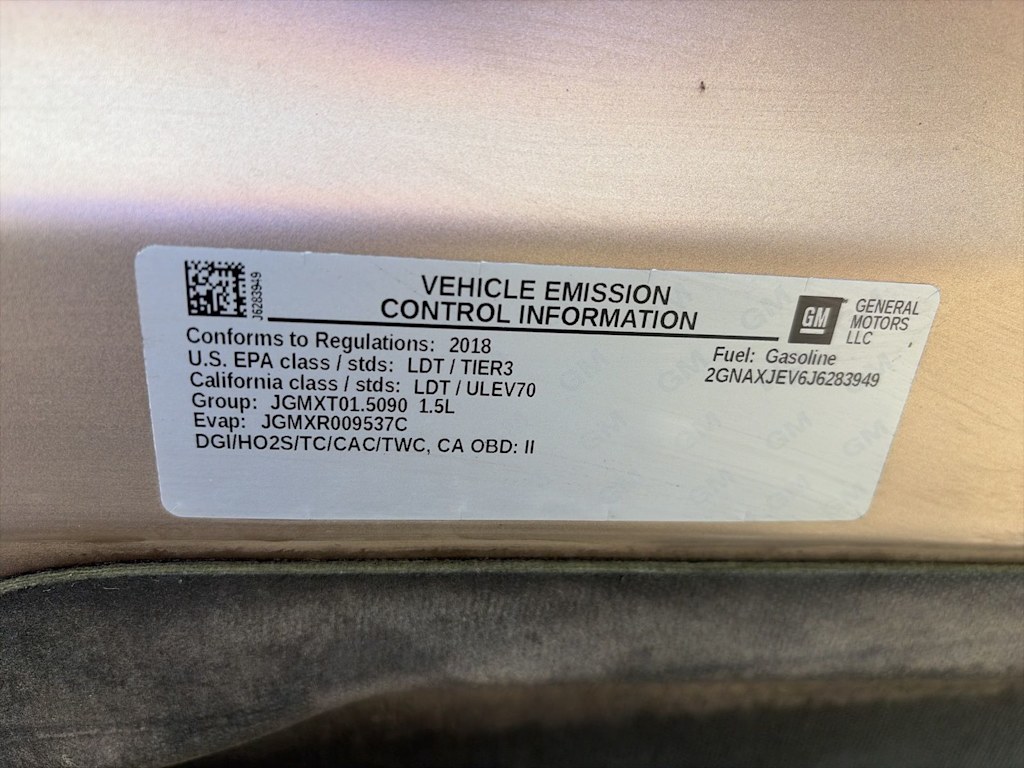 J6283949
VEHICLE EMISSION
CONTROL INFORMATION
GM
GENERAL
MOTORS
LLC
Conforms to Regulations: 2018
U.S. EPA class / stds: LDT / TIER3
California class / stds: LDT / ULEV70
Group: JGMXT01.5090 1.5L
Evap: JGMXR009537C
DGI/HO2S/TC/CAC/TWC, CA OBD: II
Fuel: Gasoline
2GNAXJEV6J6283949